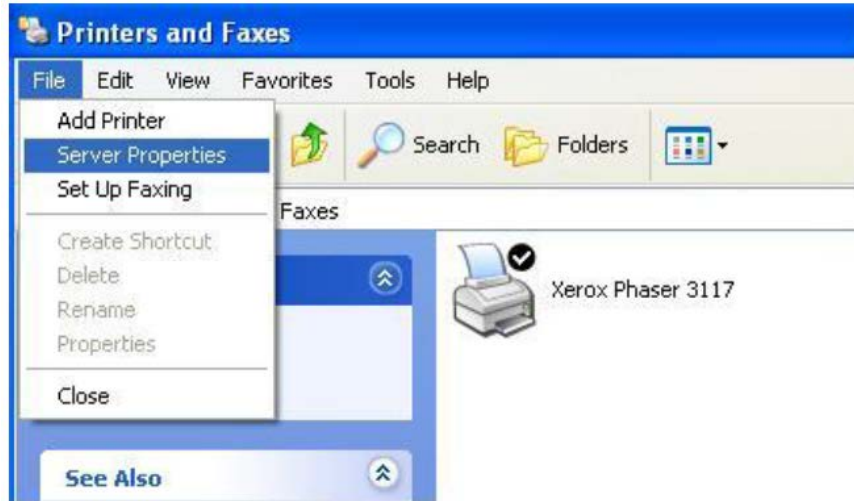 Printers and Faxes
File Edit View Favorites Tools Help
Add Printer
Server Properties
Set Up Faxing
Create Shortcut
Delete
Rename
Properties
Close
Search Folders
Faxes
Xerox Phaser 3117
See Also